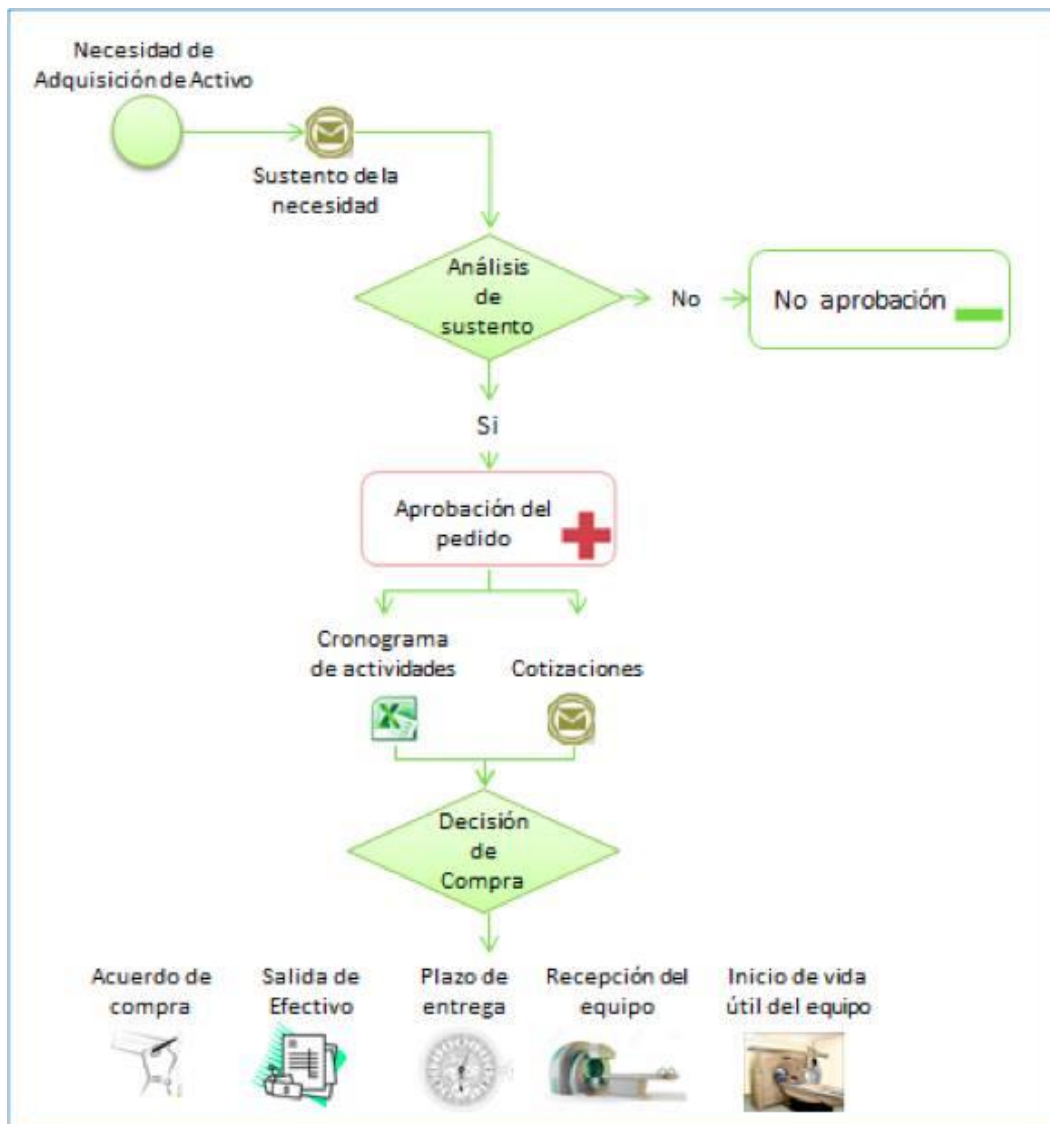 Necesidad de
Adquisición de Activo
Sustento de la
necesidad
Análisis
de
sustento
No
No aprobación
Si
Aprobación del
pedido
Cronograma
de actividades
Cotizaciones
Decisión
de
Compra
Acuerdo de
compra
Salida de
Efectivo
Plazo de
entrega
Recepción del
equipo
Inicio de vida
útil del equipo